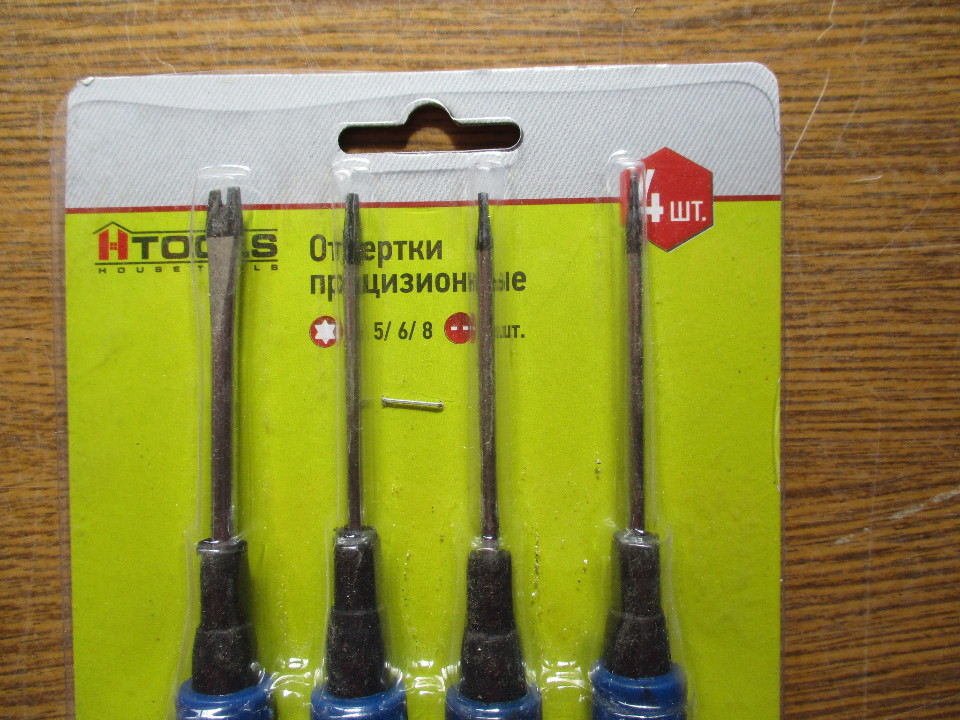 4 шт.
HTOOLS
HOUSE TOOLS
Отвертки
прецизионные
5/ 6/ 8 шт.